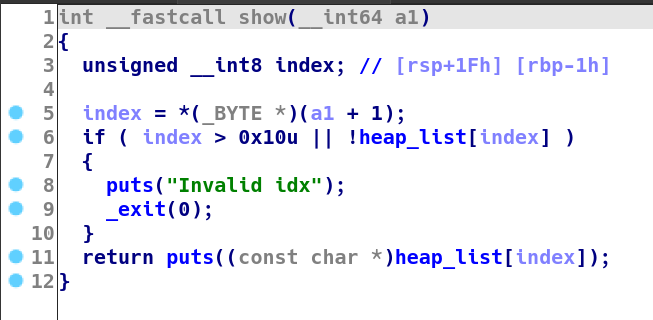 1 int __fastcall show(__int64 a1)
2 {
3 unsigned __int8 index; // [rsp+1Fh] [rbp-1h]
4
5 index = *(_BYTE *)(a1 + 1);
6 if ( index > 0x10u || !heap_list[index] )
7 {
8 puts("Invalid idx");
9 _exit(0);
10 }
11 return puts((const char *)heap_list[index]);
12 }